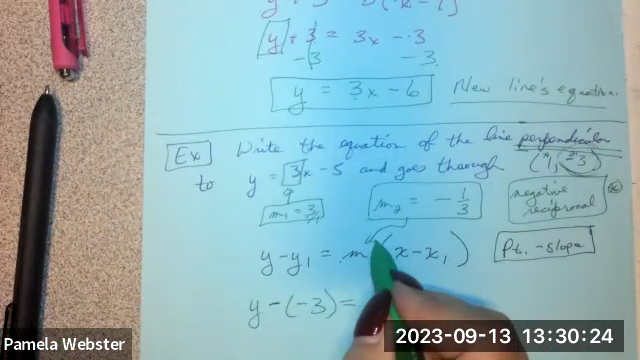 y + 3 = 3x - 3
-3 -3
y = 3x - 6 New line's equation.
Ex Write the equation of the line perpendicular
to y = 3x - 5 and goes through
m₁ = 3/1 m₂ = -1/3 negative reciprocal
y - y₁ = m ( x - x₁ ) Pt. - slope
y - (-3) =
Pamela Webster
2023-09-13 13:30:24